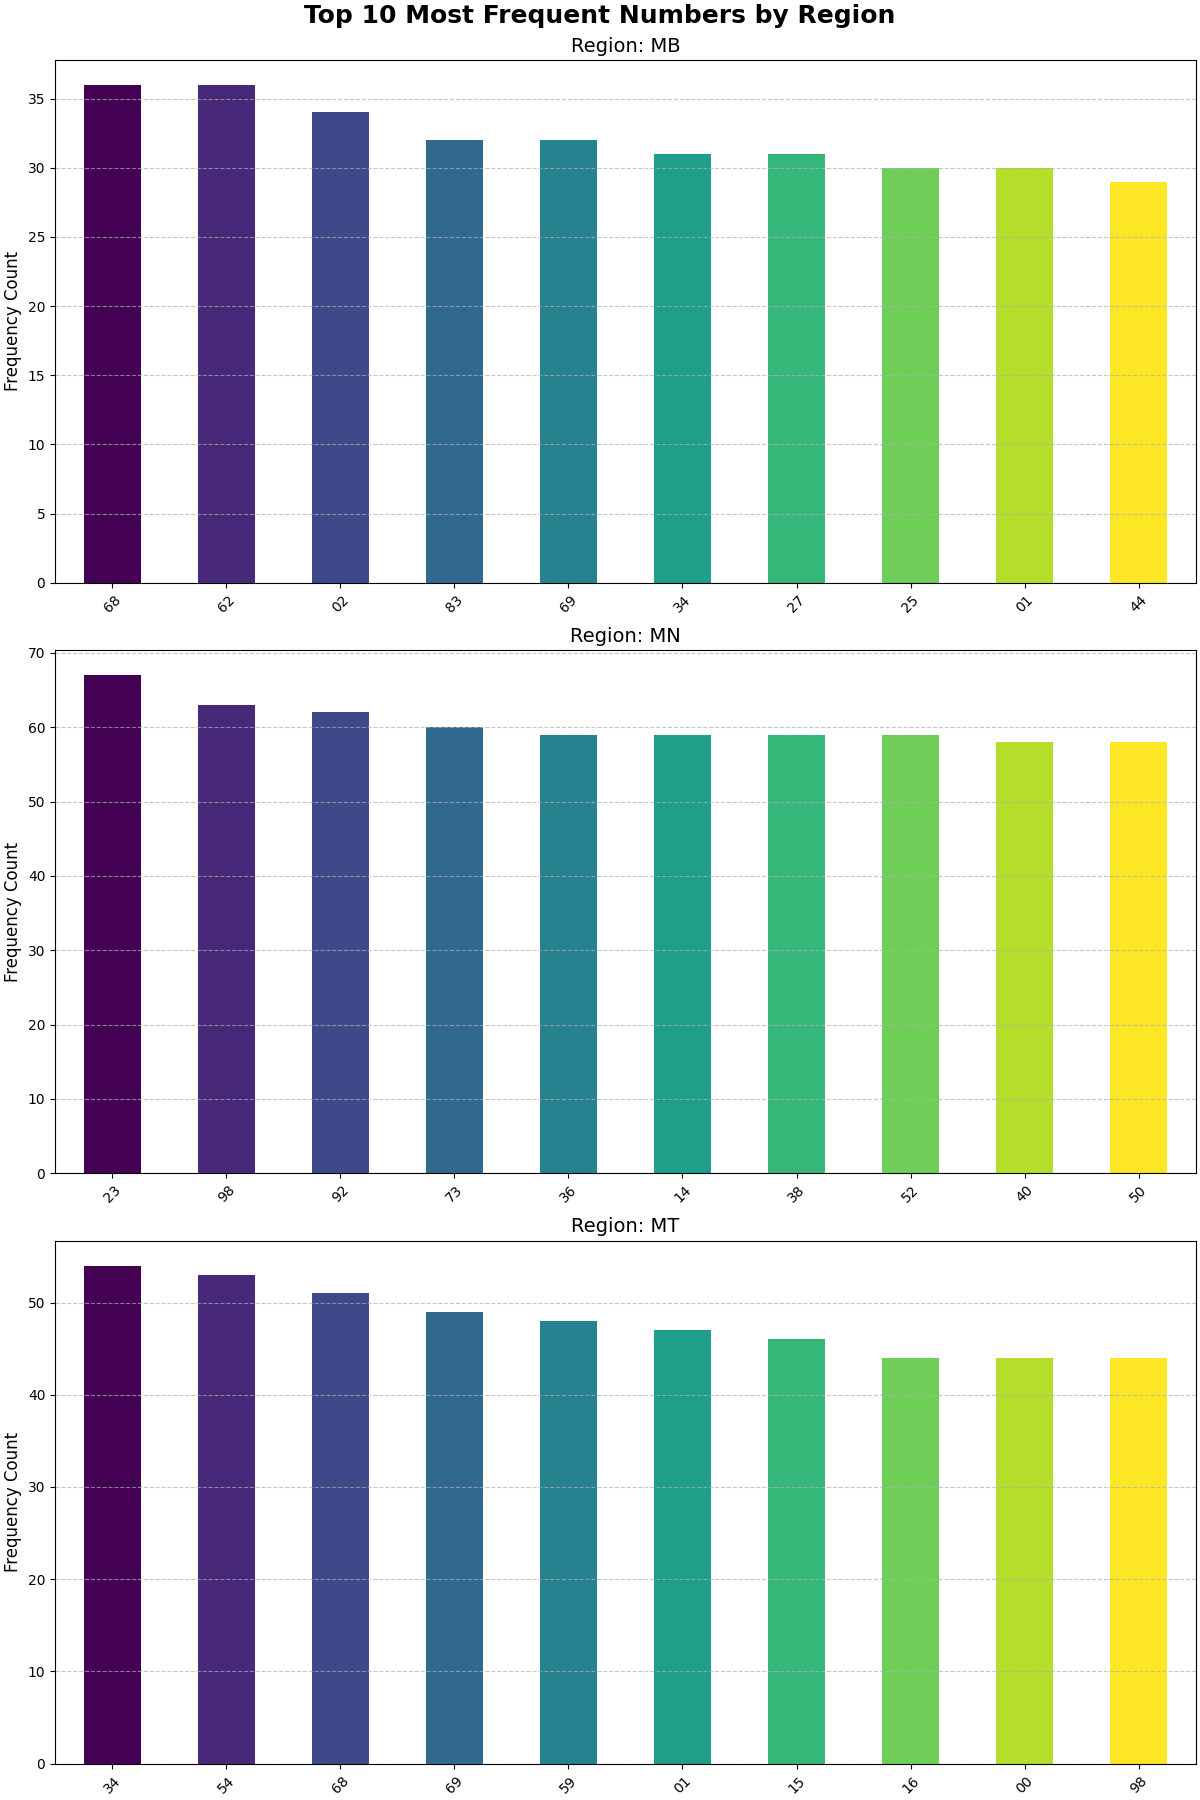 Top 10 Most Frequent Numbers by Region
Region: MB
Frequency Count
35
30
25
20
15
10
5
0
68 62 02 83 69 34 27 25 01 44
Region: MN
Frequency Count
70
60
50
40
30
20
10
0
23 98 92 73 36 14 38 52 40 50
Region: MT
Frequency Count
50
40
30
20
10
0
34 54 68 69 59 01 15 16 00 98